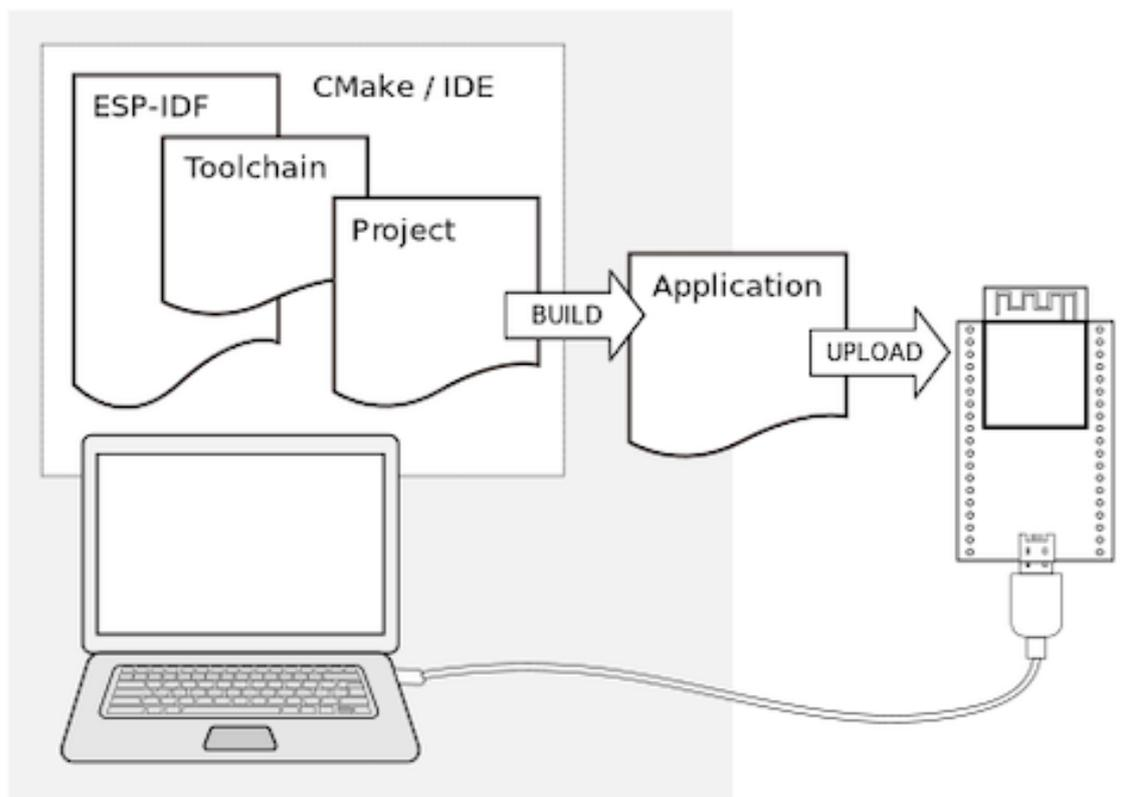 ESP-IDF
CMake / IDE
Toolchain
Project
BUILD
Application
UPLOAD